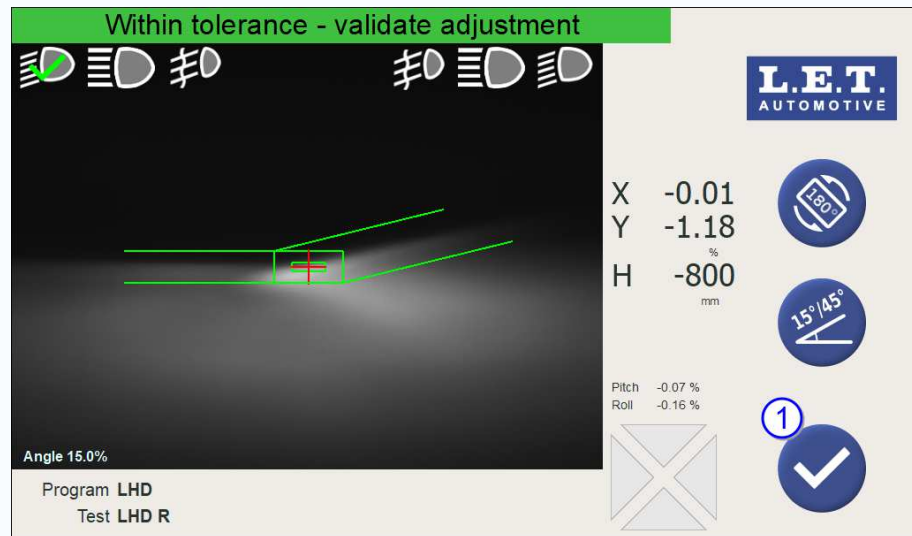 Within tolerance - validate adjustment
L.E.T.
AUTOMOTIVE
180°
X -0.01
Y -1.18
%
H -800
mm
15°/45°
Pitch -0.07 %
Roll -0.16 %
1
Angle 15.0%
Program LHD
Test LHD R